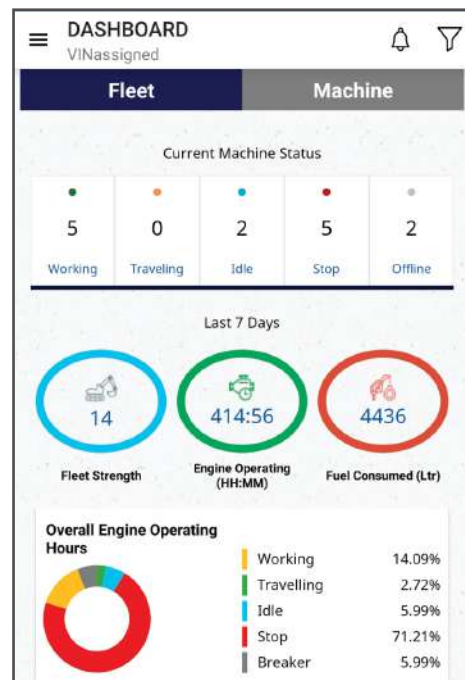 DASHBOARD
VINassigned
Fleet Machine
Current Machine Status
5 0 2 5 2
Working Traveling Idle Stop Offline
Last 7 Days
14 414:56 4436
Fleet Strength Engine Operating (HH:MM) Fuel Consumed (Ltr)
Overall Engine Operating
Hours
Working 14.09%
Travelling 2.72%
Idle 5.99%
Stop 71.21%
Breaker 5.99%